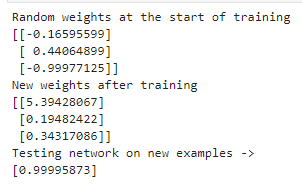 Random weights at the start of training
[[-0.16595599]
[ 0.44064899]
[-0.99977125]]
New weights after training
[[5.39428067]
[0.19482422]
[0.34317086]]
Testing network on new examples ->
[0.99995873]